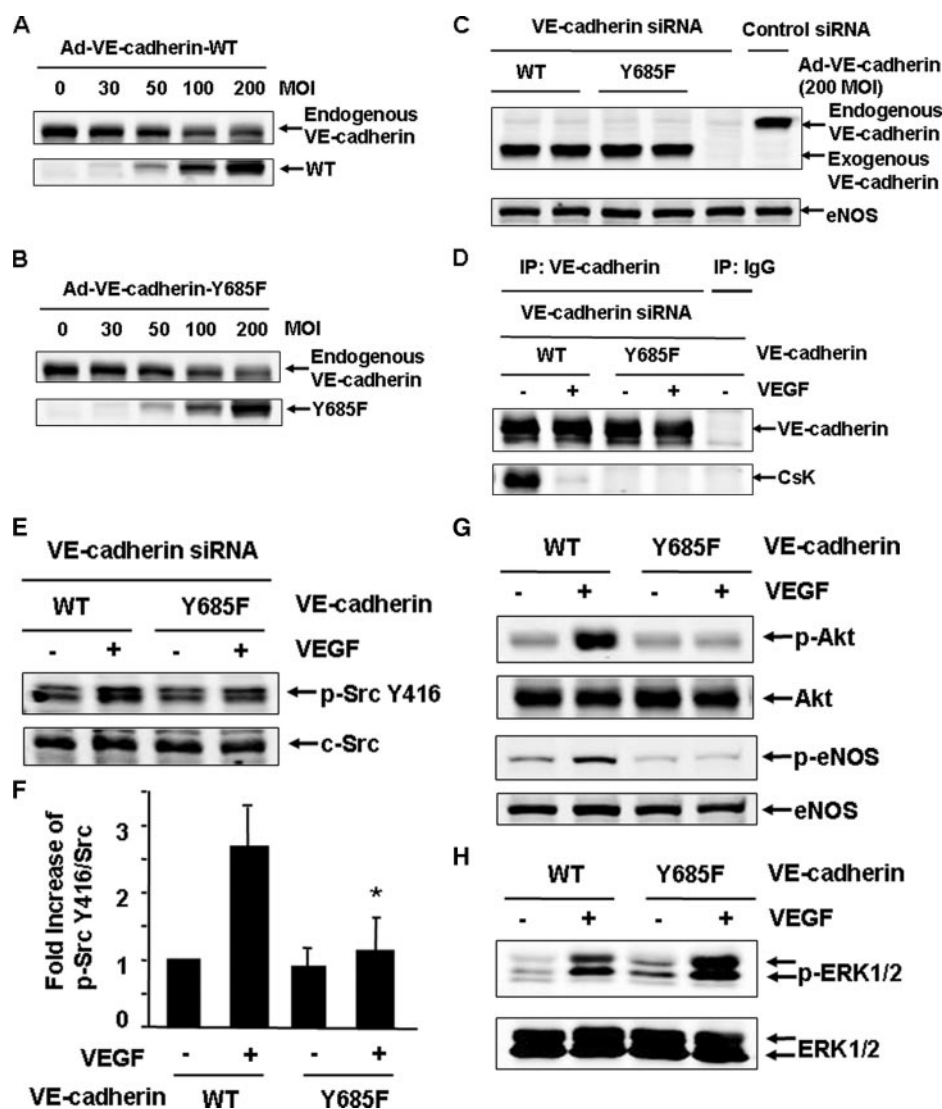 A
Ad-VE-cadherin-WT
0 30 50 100 200 MOI
Endogenous
VE-cadherin
WT
B
Ad-VE-cadherin-Y685F
0 30 50 100 200 MOI
Endogenous
VE-cadherin
Y685F
C
VE-cadherin siRNA Control siRNA
WT Y685F Ad-VE-cadherin
(200 MOI)
Endogenous
VE-cadherin
Exogenous
VE-cadherin
eNOS
D
IP: VE-cadherin IP: IgG
VE-cadherin siRNA
WT Y685F VE-cadherin
- + - + - VEGF
VE-cadherin
CsK
E
VE-cadherin siRNA
WT Y685F VE-cadherin
- + - + VEGF
p-Src Y416
c-Src
F
Fold Increase of
p-Src Y416/Src
3
2
1
0
*
VEGF - + - +
VE-cadherin WT Y685F
G
WT Y685F VE-cadherin
- + - + VEGF
p-Akt
Akt
p-eNOS
eNOS
H
WT Y685F VE-cadherin
- + - + VEGF
p-ERK1/2
ERK1/2